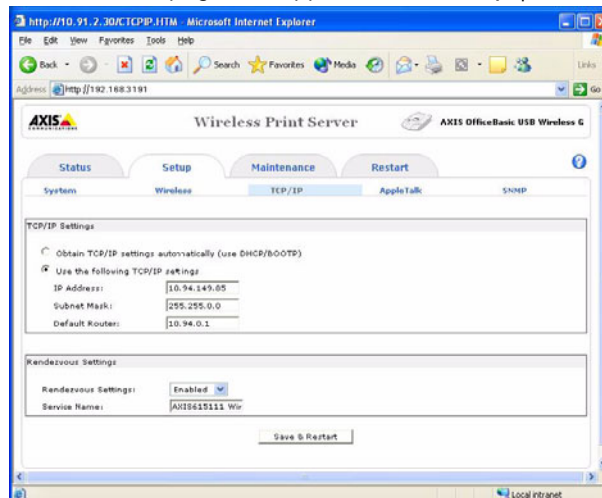 http://10.91.2.30/CTCPIP.HTM - Microsoft Internet Explorer
File Edit View Favorites Tools Help
Back Search Favorites Media Links
Address http://192.168.3191 Go
AXIS COMMUNICATIONS Wireless Print Server AXIS OfficeBasic USB Wireless G
Status Setup Maintenance Restart
System Wireless TCP/IP AppleTalk SNMP
TCP/IP Settings
Obtain TCP/IP settings automatically (use DHCP/BOOTP)
Use the following TCP/IP settings
IP Address: 10.94.149.85
Subnet Mask: 255.255.0.0
Default Router: 10.94.0.1
Rendezvous Settings
Rendezvous Settings: Enabled
Service Name: AXIS615111 Wir
Save & Restart
Local intranet